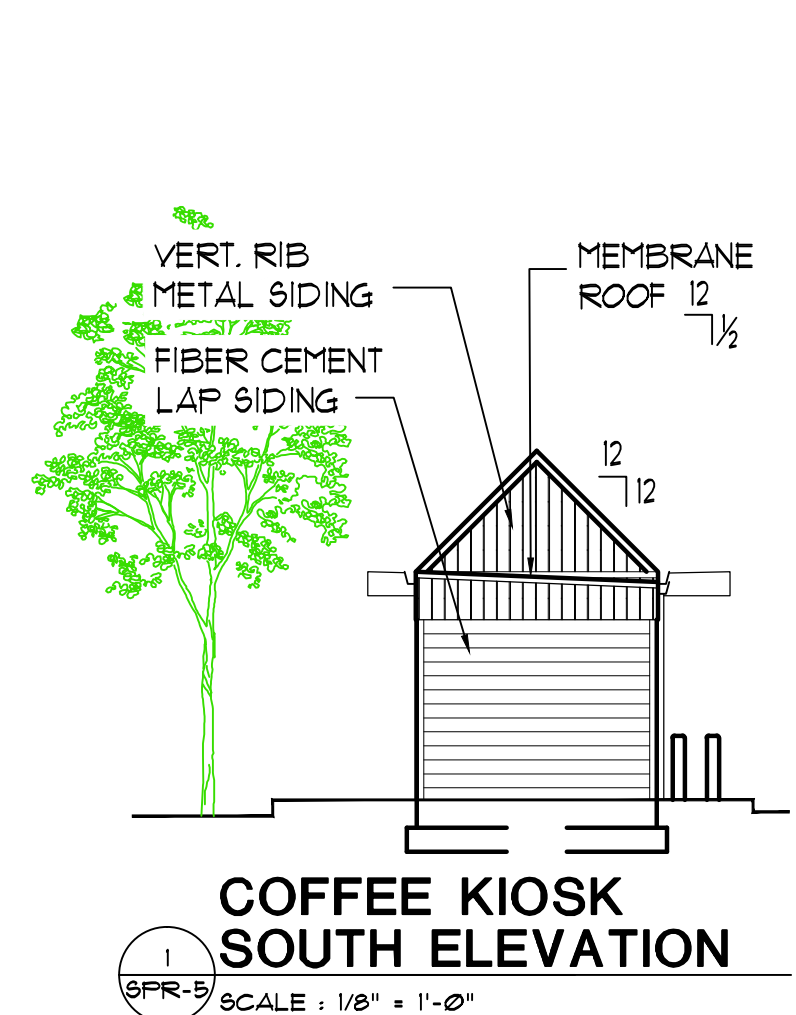 VERT. RIB
METAL SIDING
MEMBRANE
ROOF 12
1/2
FIBER CEMENT
LAP SIDING
12
12
COFFEE KIOSK
SOUTH ELEVATION
1
SPR-5
SCALE : 1/8" = 1'-0"